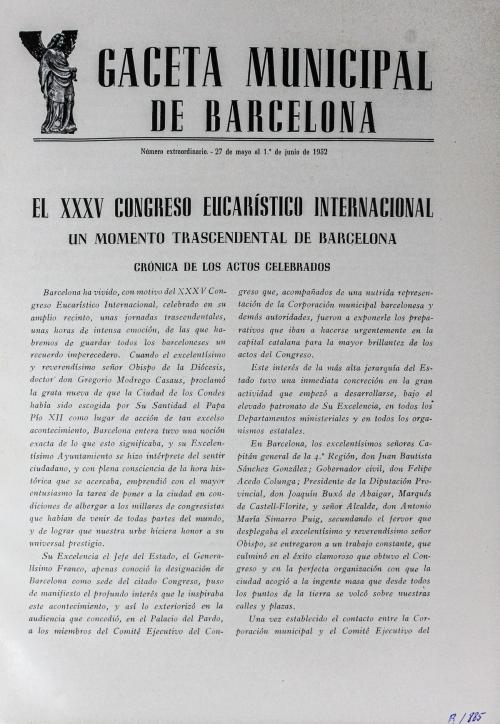 GACETA MUNICIPAL
DE BARCELONA
Número extraordinario. - 27 de mayo al 1.º de junio de 1952
EL XXXV CONGRESO EUCARÍSTICO INTERNACIONAL
UN MOMENTO TRASCENDENTAL DE BARCELONA
CRÓNICA DE LOS ACTOS CELEBRADOS
Barcelona ha vivido, con motivo del XXXV Con-
greso Eucarístico Internacional, celebrado en su
amplio recinto, unas jornadas trascendentales,
unas horas de intensa emoción, de las que ha-
bremos de guardar todos los barceloneses un
recuerdo imperecedero. Cuando el excelentísimo
y reverendísimo señor Obispo de la Diócesis,
doctor don Gregorio Modrego Casaus, proclamó
la grata nueva de que la Ciudad de los Condes
había sido escogida por Su Santidad el Papa
Pío XII como lugar de acción de tan excelso
acontecimiento, Barcelona entera tuvo una noción
exacta de lo que esto significaba, y su Excelen-
tísimo Ayuntamiento se hizo intérprete del sentir
ciudadano, y con plena consciencia de la hora his-
tórica que se acercaba, emprendió con el mayor
entusiasmo la tarea de poner a la ciudad en con-
diciones de albergar a los millares de congresistas
que habían de venir de todas partes del mundo,
y de lograr que nuestra urbe hiciera honor a su
universal prestigio.
Su Excelencia el Jefe del Estado, el Genera-
lísimo Franco, apenas conoció la designación de
Barcelona como sede del citado Congreso, puso
de manifiesto el profundo interés que le inspiraba
este acontecimiento, y así lo exteriorizó en la
audiencia que concedió, en el Palacio del Pardo,
a los miembros del Comité Ejecutivo del Con-
greso que, acompañados de una nutrida represen-
tación de la Corporación municipal barcelonesa y
demás autoridades, fueron a exponerle los prepa-
rativos que iban a hacerse urgentemente en la
capital catalana para la mayor brillantez de los
actos del Congreso.
Este interés de la más alta jerarquía del Es-
tado tuvo una inmediata concreción en la gran
actividad que empezó a desarrollarse, bajo el
elevado patronato de Su Excelencia, en todos los
Departamentos ministeriales y en todos los orga-
nismos estatales.
En Barcelona, los excelentísimos señores Ca-
pitán general de la 4.ª Región, don Juan Bautista
Sánchez González; Gobernador civil, don Felipe
Acedo Colunga; Presidente de la Diputación Pro-
vincial, don Joaquín Buxó de Abaigar, Marqués
de Castell-Florite, y señor Alcalde, don Antonio
María Simarro Puig, secundando el fervor que
desplegaba el excelentísimo y reverendísimo señor
Obispo, se entregaron a un trabajo constante, que
culminó en el éxito clamoroso que obtuvo el Con-
greso y en la perfecta organización con que la
ciudad acogió a la ingente masa que desde todos
los puntos de la tierra se volcó sobre nuestras
calles y plazas.
Una vez establecido el contacto entre la Cor-
poración municipal y el Comité Ejecutivo del